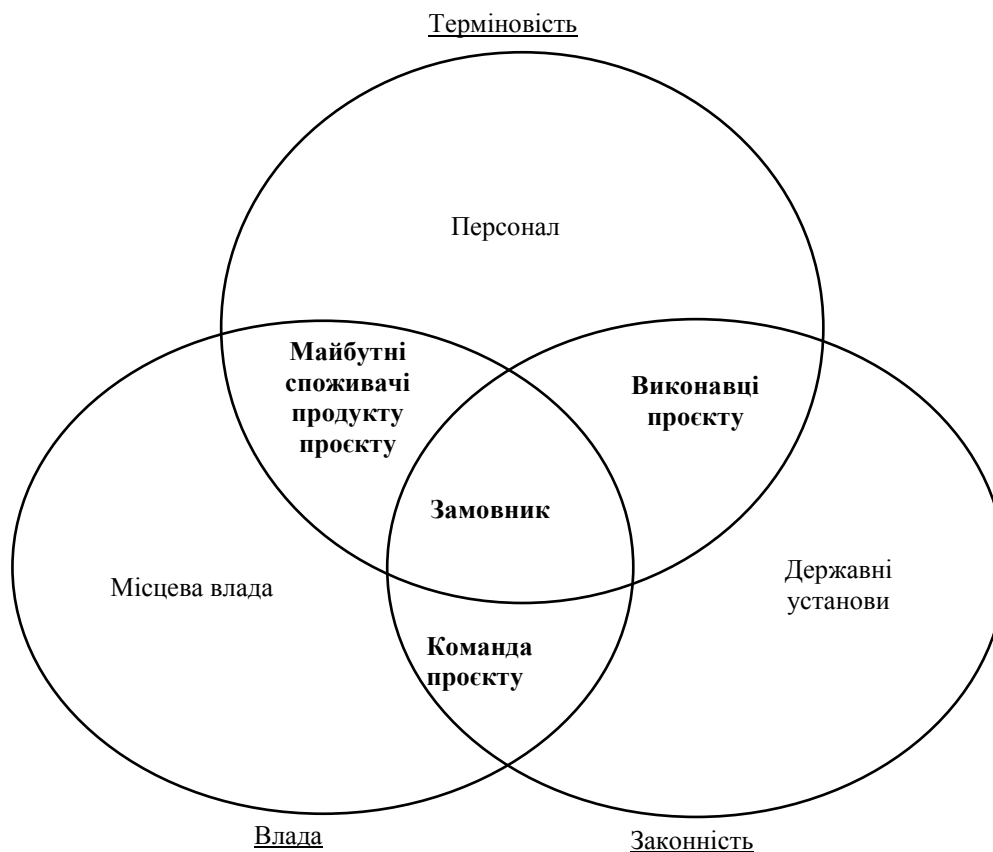 Терміновість
Персонал
Майбутні
споживачі
продукту
проєкту
Виконавці
проєкту
Замовник
Місцева влада
Державні
установи
Команда
проєкту
Влада
Законність